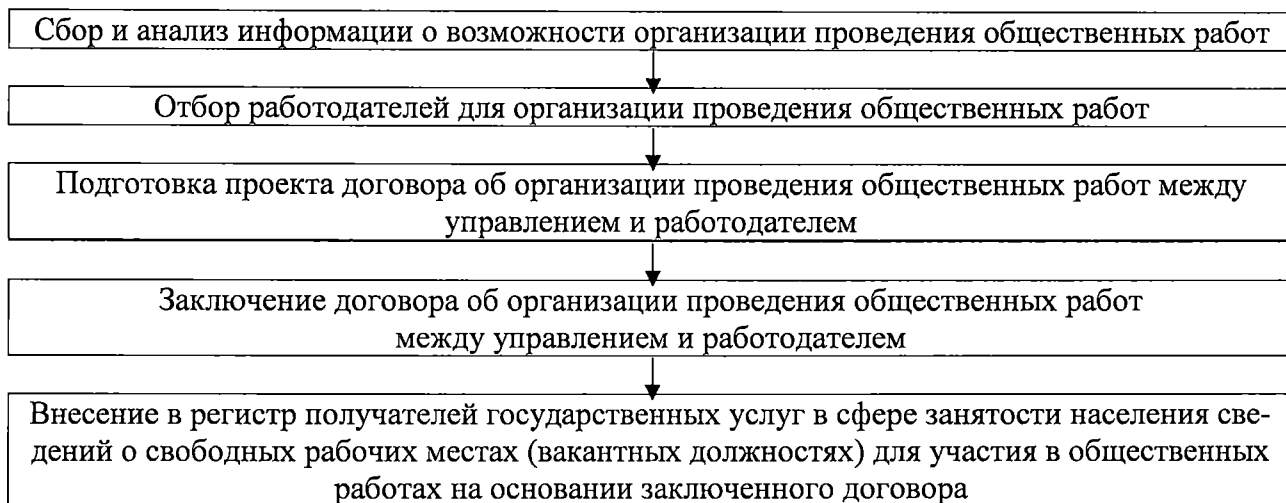 Сбор и анализ информации о возможности организации проведения общественных работ
Отбор работодателей для организации проведения общественных работ
Подготовка проекта договора об организации проведения общественных работ между
управлением и работодателем
Заключение договора об организации проведения общественных работ
между управлением и работодателем
Внесение в регистр получателей государственных услуг в сфере занятости населения све-
дений о свободных рабочих местах (вакантных должностях) для участия в общественных
работах на основании заключенного договора